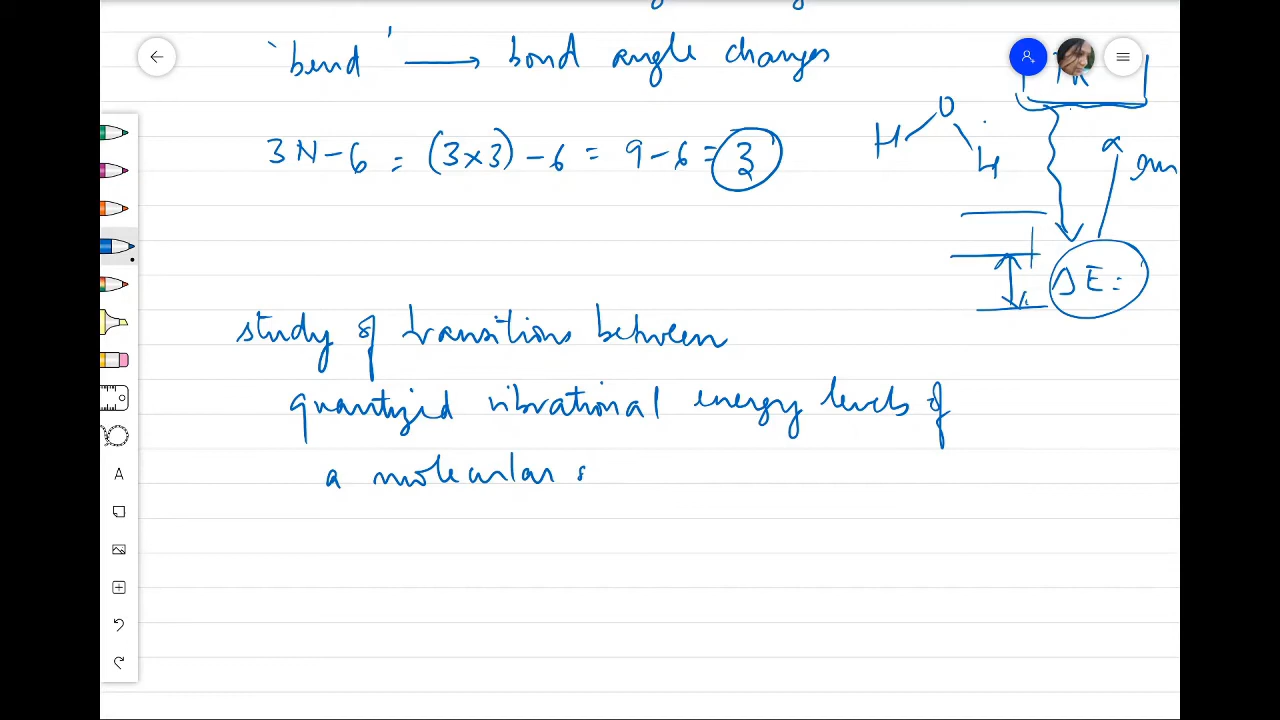 'bend' → bond angle changes
3N-6 = (3×3) - 6 = 9-6 = 3
H O H
IR
ΔE =
study of transitions between
quantized vibrational energy levels of
a molecular s
A